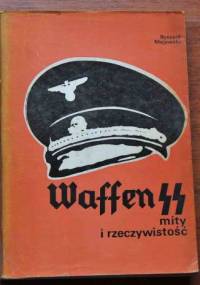 Ryszard
Majewski
Waffen SS
mity
i rzeczywistość